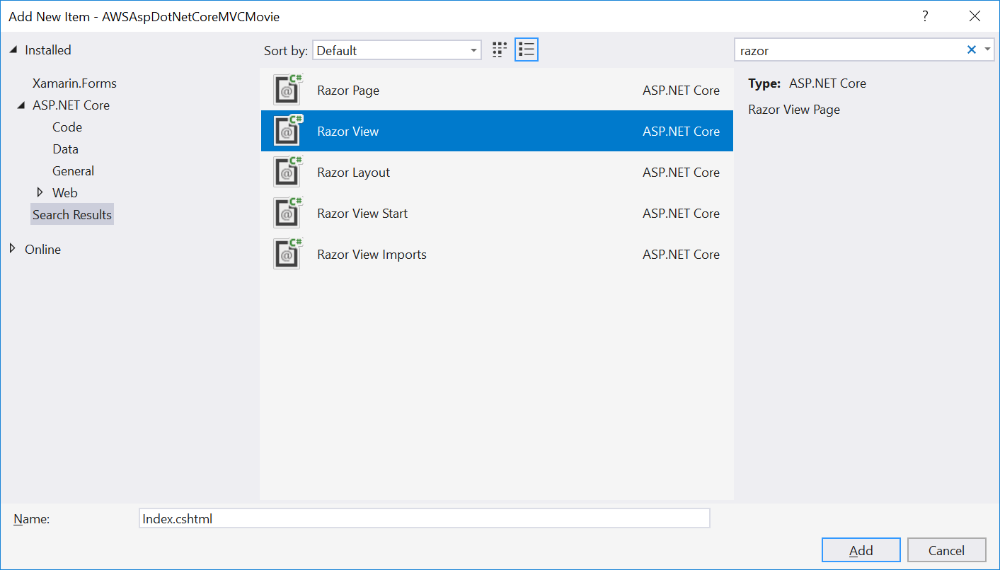 Add New Item - AWSAspDotNetCoreMVCMovie ?
Installed
Xamarin.Forms
ASP.NET Core
Code
Data
General
Web
Search Results
Online
Sort by: Default
C# @ Razor Page ASP.NET Core
C# @ Razor View ASP.NET Core
C# @ Razor Layout ASP.NET Core
C# @ Razor View Start ASP.NET Core
C# @ Razor View Imports ASP.NET Core
razor
Type: ASP.NET Core
Razor View Page
Name: Index.cshtml
Add Cancel